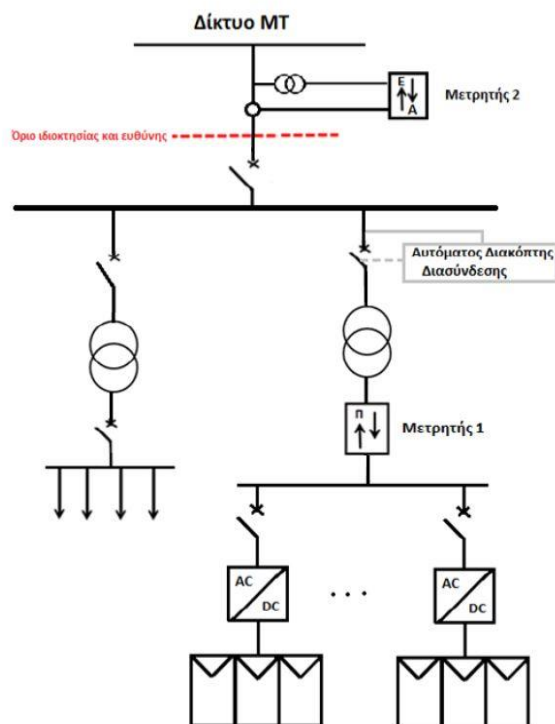 Δίκτυο ΜΤ
Ε
Α
Μετρητής 2
Όριο ιδιοκτησίας και ευθύνης
Αυτόματος Διακόπτης
Διασύνδεσης
Π
Μετρητής 1
AC
DC
. . .
AC
DC